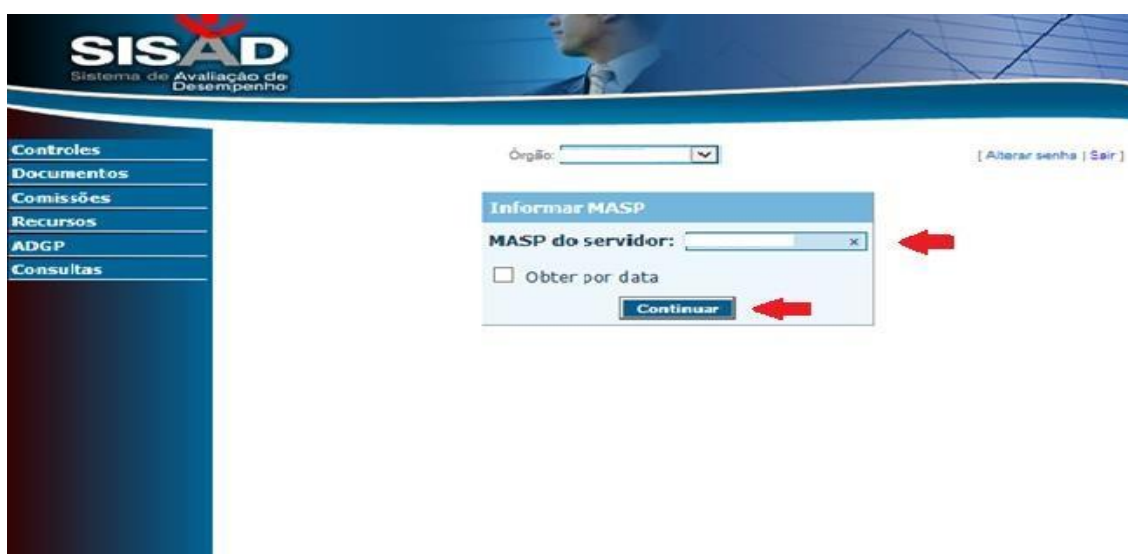 SISAD
Sistema de Avaliação de
Desempenho
Controles
Documentos
Comissões
Recursos
ADGP
Consultas
Órgão:
[ Alterar senha | Sair ]
Informar MASP
MASP do servidor:
×
Obter por data
Continuar